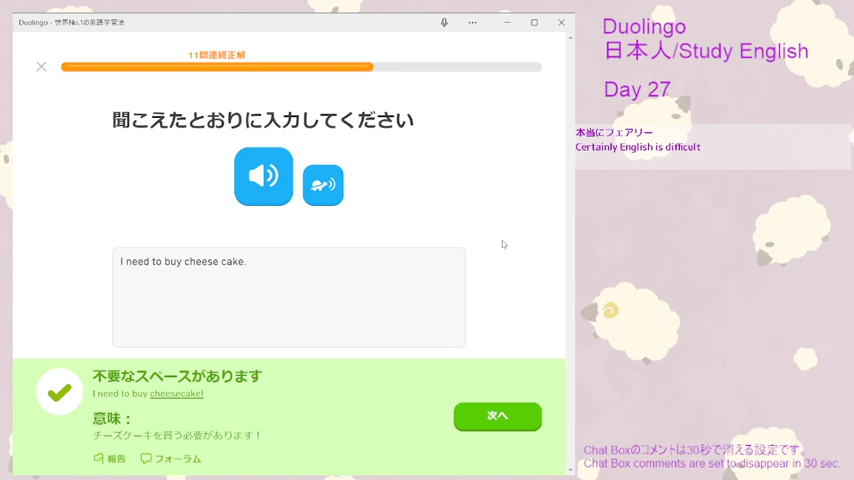 Duolingo - 世界No.1の英語学習法
11問連続正解
聞こえたとおりに入力してください
I need to buy cheese cake.
不要なスペースがあります
I need to buy cheesecake!
意味：
チーズケーキを買う必要があります！
報告
フォーラム
次へ
Duolingo
日本人/Study English
Day 27
本当にフェアリー
Certainly English is difficult
Chat Boxのコメントは30秒で消える設定です
Chat Box comments are set to disappear in 30 sec.